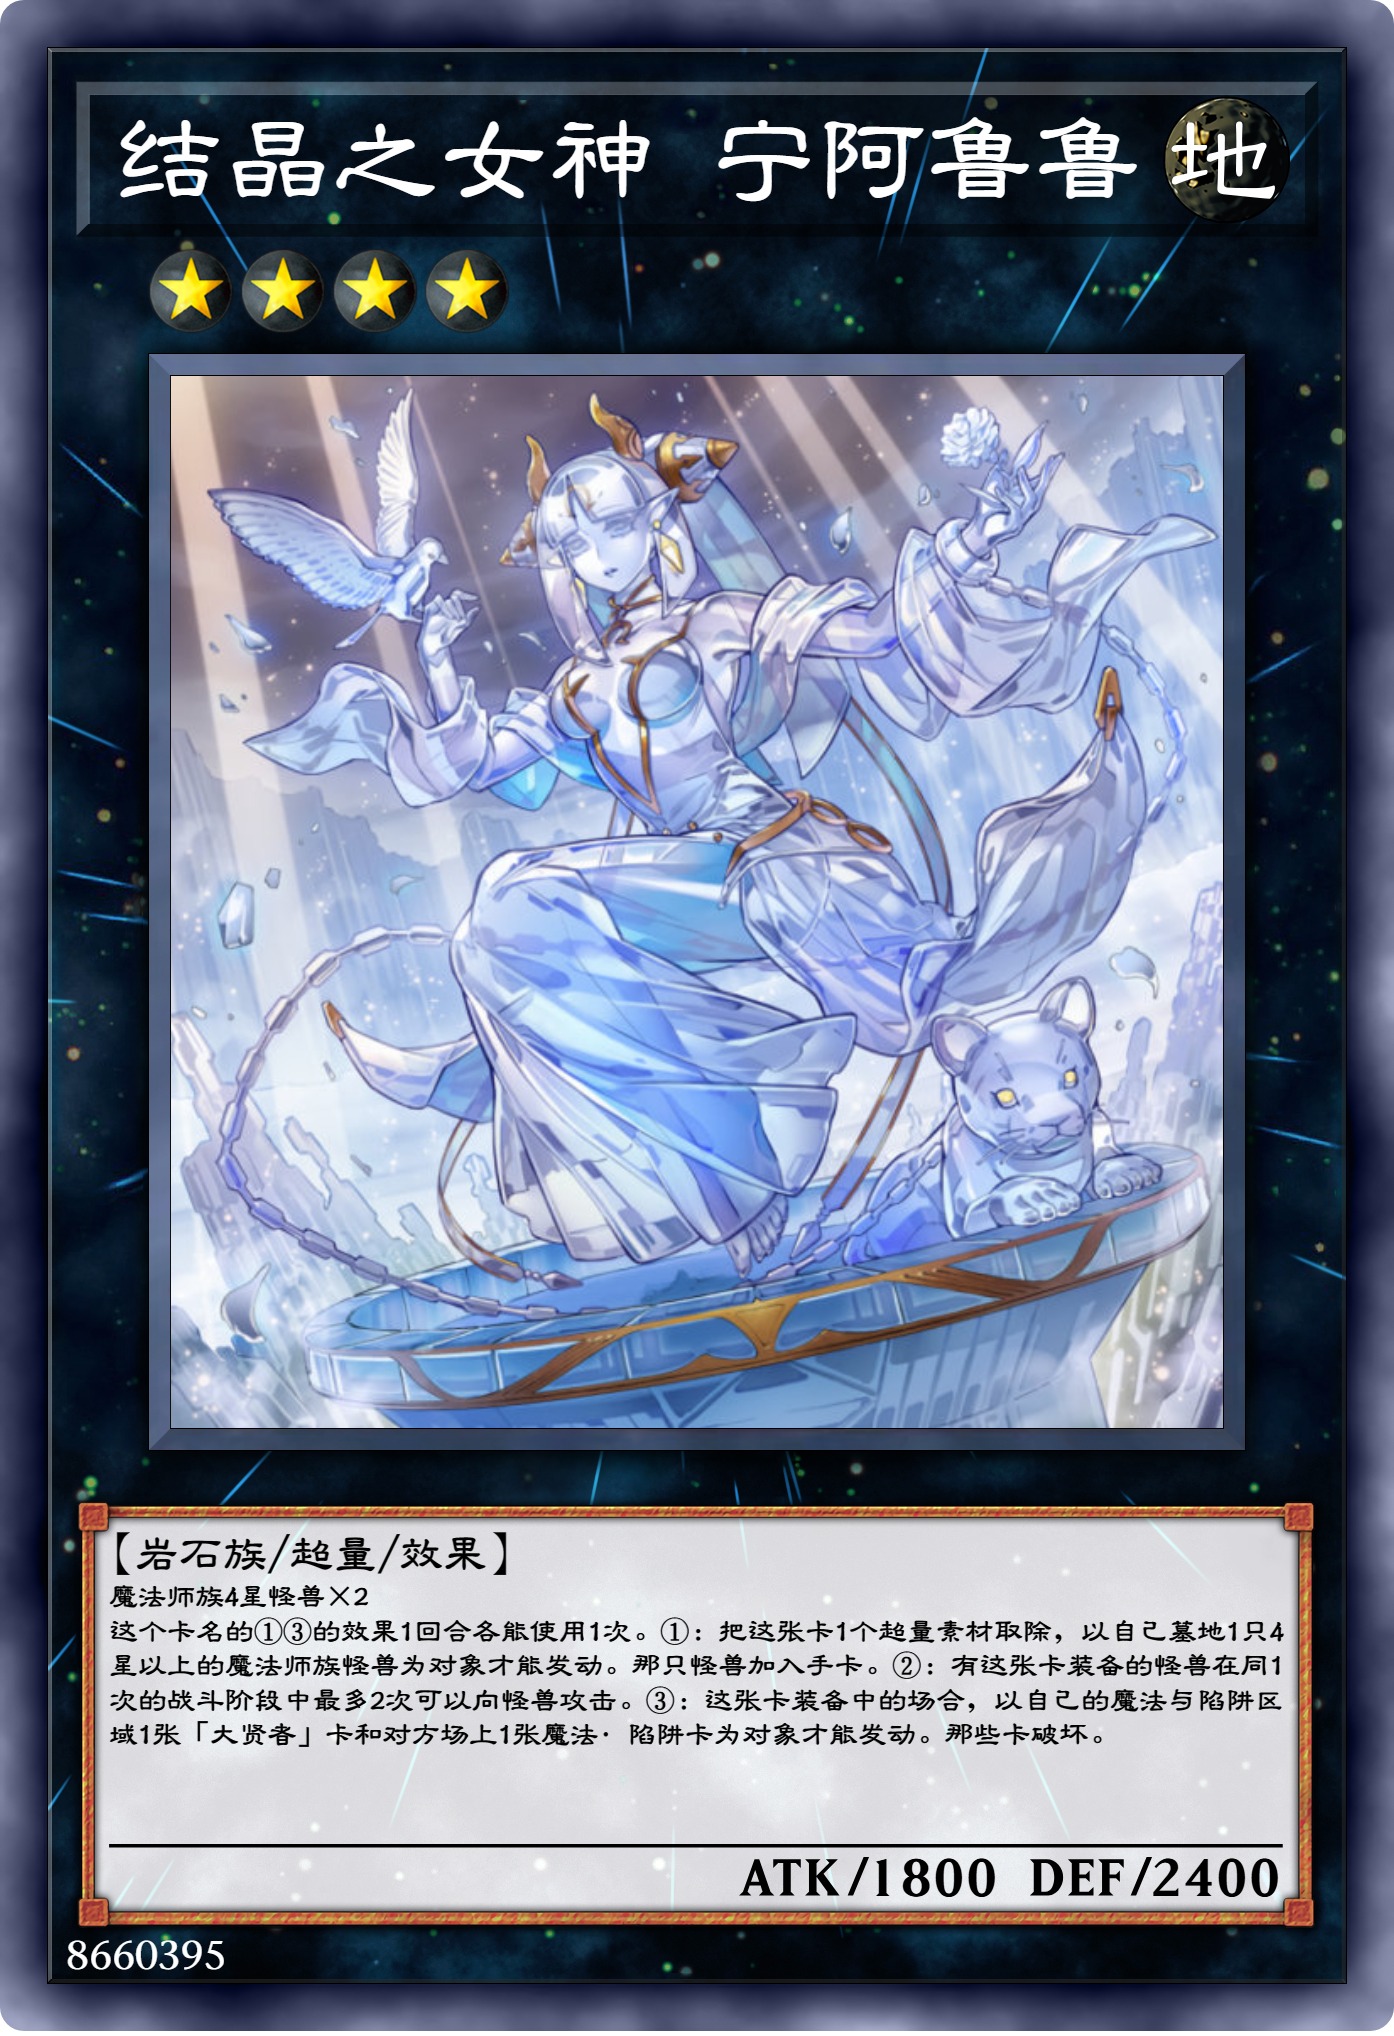 结晶之女神 宁阿鲁鲁 地
【岩石族/超量/效果】
魔法师族4星怪兽×2
这个卡名的①③的效果1回合各能使用1次。①：把这张卡1个超量素材取除，以自己墓地1只4
星以上的魔法师族怪兽为对象才能发动。那只怪兽加入手卡。②：有这张卡装备的怪兽在同1
次的战斗阶段中最多2次可以向怪兽攻击。③：这张卡装备中的场合，以自己的魔法与陷阱区
域1张「大贤者」卡和对方场上1张魔法·陷阱卡为对象才能发动。那些卡破坏。
ATK/1800 DEF/2400
8660395